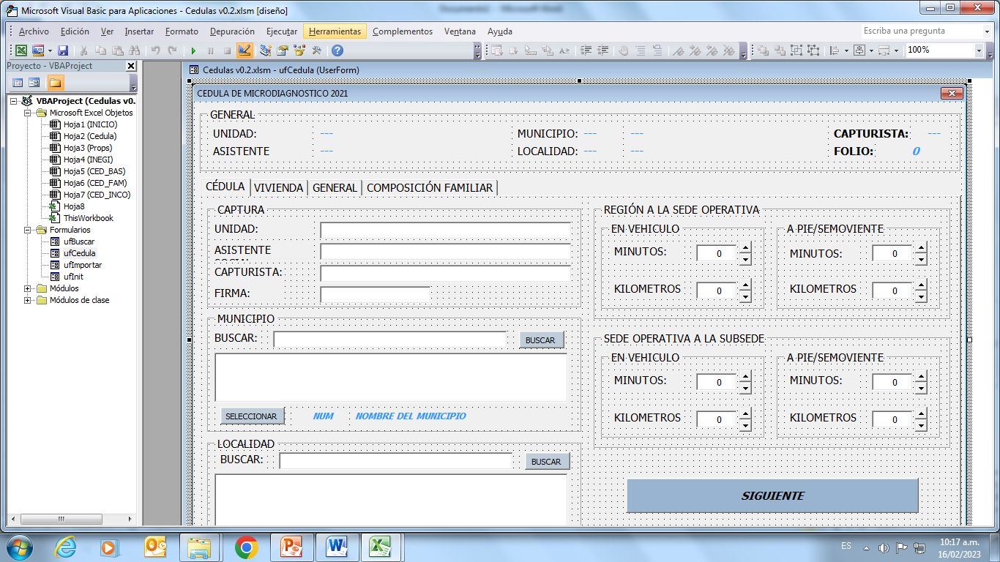 Microsoft Visual Basic para Aplicaciones - Cedulas v0.2.xlsm [diseño]
Archivo Edición Ver Insertar Formato Depuración Ejecutar Herramientas Complementos Ventana Ayuda
Escriba una pregunta
100%
Proyecto - VBAProject
VBAProject (Cedulas v0.
Microsoft Excel Objetos
Hoja1 (INICIO)
Hoja2 (Cedula)
Hoja3 (Props)
Hoja4 (INEGI)
Hoja5 (CED_BAS)
Hoja6 (CED_FAM)
Hoja7 (CED_INCO)
Hoja8
ThisWorkbook
Formularios
ufBuscar
ufCedula
ufImportar
ufInit
Módulos
Módulos de clase
Cedulas v0.2.xlsm - ufCedula (UserForm)
CEDULA DE MICRODIAGNOSTICO 2021
GENERAL
UNIDAD: --- MUNICIPIO: --- --- CAPTURISTA: ---
ASISTENTE --- LOCALIDAD: --- --- FOLIO: 0
CÉDULA VIVIENDA GENERAL COMPOSICIÓN FAMILIAR
CAPTURA
UNIDAD:
ASISTENTE
CAPTURISTA:
FIRMA:
MUNICIPIO
BUSCAR: BUSCAR
SELECCIONAR NUM NOMBRE DEL MUNICIPIO
LOCALIDAD
BUSCAR: BUSCAR
REGIÓN A LA SEDE OPERATIVA
EN VEHICULO A PIE/SEMOVIENTE
MINUTOS: 0 MINUTOS: 0
KILOMETROS 0 KILOMETROS 0
SEDE OPERATIVA A LA SUBSEDE
EN VEHICULO A PIE/SEMOVIENTE
MINUTOS: 0 MINUTOS: 0
KILOMETROS 0 KILOMETROS 0
SIGUIENTE
ES
10:17 a.m.
16/02/2023